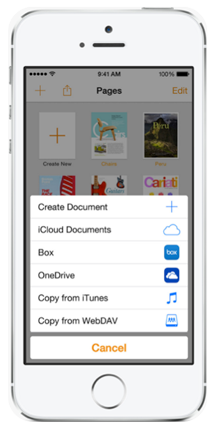 9:41 AM 100%
Pages Edit
Create New Peru
Create Document
iCloud Documents
Box box
OneDrive
Copy from iTunes
Copy from WebDAV
Cancel